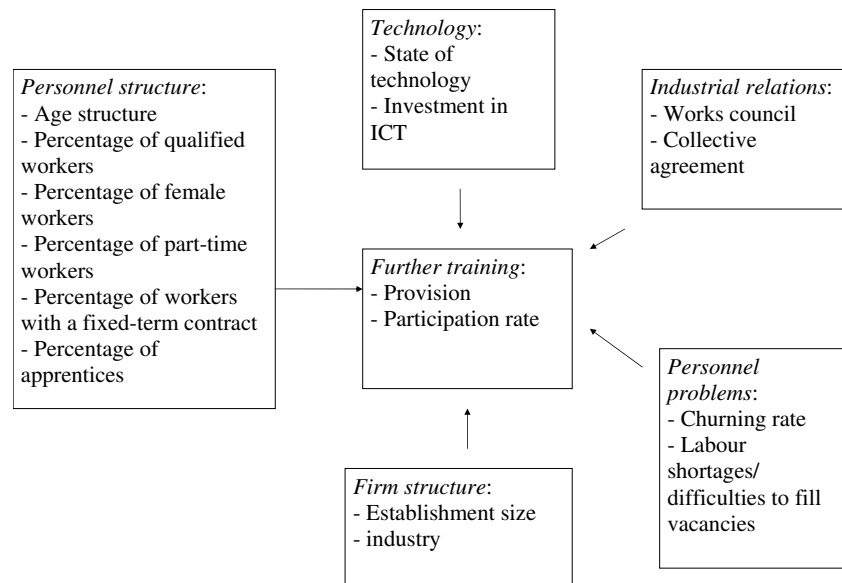 Technology:
- State of
technology
- Investment in
ICT
Personnel structure:
- Age structure
- Percentage of qualified
workers
- Percentage of female
workers
- Percentage of part-time
workers
- Percentage of workers
with a fixed-term contract
- Percentage of
apprentices
Industrial relations:
- Works council
- Collective
agreement
Further training:
- Provision
- Participation rate
Personnel
problems:
- Churning rate
- Labour
shortages/
difficulties to fill
vacancies
Firm structure:
- Establishment size
- industry